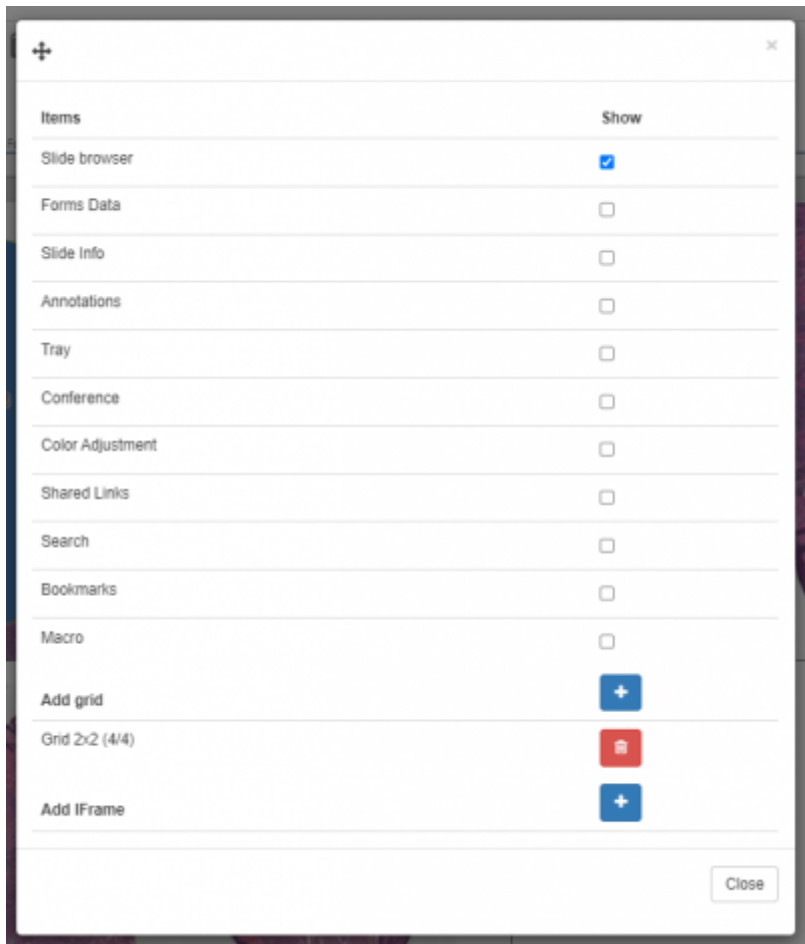 Items Show
Slide browser
Forms Data
Slide Info
Annotations
Tray
Conference
Color Adjustment
Shared Links
Search
Bookmarks
Macro
Add grid
Grid 2x2 (4/4)
Add IFrame
Close